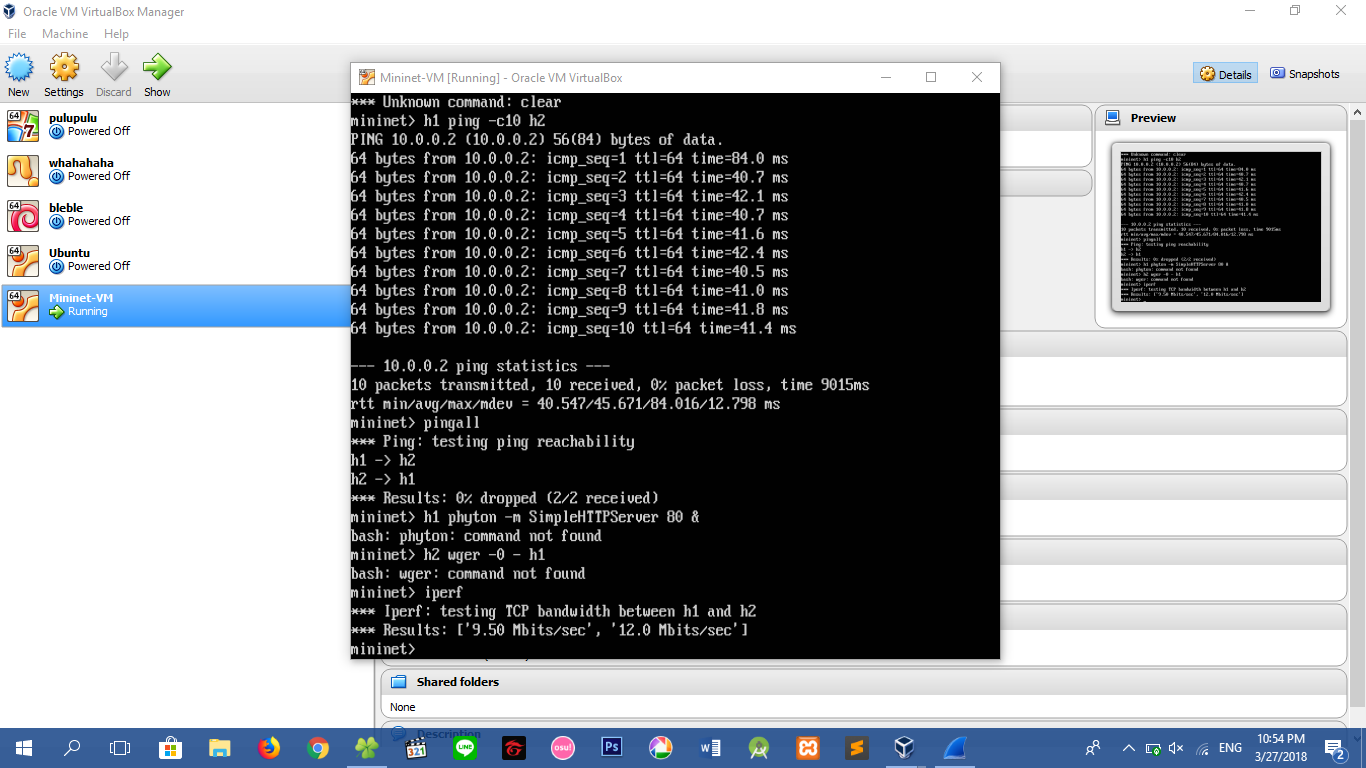 Oracle VM VirtualBox Manager
File Machine Help
New Settings Discard Show
Details Snapshots
64 pulupulu
Powered Off
64 whahahaha
Powered Off
64 bleble
Powered Off
64 Ubuntu
Powered Off
64 Mininet-VM
Running
Mininet-VM [Running] - Oracle VM VirtualBox
*** Unknown command: clear
mininet> h1 ping -c10 h2
PING 10.0.0.2 (10.0.0.2) 56(84) bytes of data.
64 bytes from 10.0.0.2: icmp_seq=1 ttl=64 time=84.0 ms
64 bytes from 10.0.0.2: icmp_seq=2 ttl=64 time=40.7 ms
64 bytes from 10.0.0.2: icmp_seq=3 ttl=64 time=42.1 ms
64 bytes from 10.0.0.2: icmp_seq=4 ttl=64 time=40.7 ms
64 bytes from 10.0.0.2: icmp_seq=5 ttl=64 time=41.6 ms
64 bytes from 10.0.0.2: icmp_seq=6 ttl=64 time=42.4 ms
64 bytes from 10.0.0.2: icmp_seq=7 ttl=64 time=40.5 ms
64 bytes from 10.0.0.2: icmp_seq=8 ttl=64 time=41.0 ms
64 bytes from 10.0.0.2: icmp_seq=9 ttl=64 time=41.8 ms
64 bytes from 10.0.0.2: icmp_seq=10 ttl=64 time=41.4 ms
--- 10.0.0.2 ping statistics ---
10 packets transmitted, 10 received, 0% packet loss, time 9015ms
rtt min/avg/max/mdev = 40.547/45.671/84.016/12.798 ms
mininet> pingall
*** Ping: testing ping reachability
h1 -> h2
h2 -> h1
*** Results: 0% dropped (2/2 received)
mininet> h1 phyton -m SimpleHTTPServer 80 &
bash: phyton: command not found
mininet> h2 wger -0 - h1
bash: wger: command not found
mininet> iperf
*** Iperf: testing TCP bandwidth between h1 and h2
*** Results: ['9.50 Mbits/sec', '12.0 Mbits/sec']
mininet>
Preview
Shared folders
None
Description
321
LINE
osu!
Ps
ENG
10:54 PM
3/27/2018
2